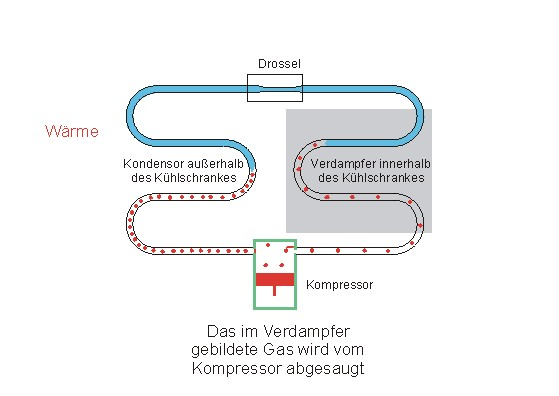 Drossel
Wärme
Kondensor außerhalb
des Kühlschrankes
Verdampfer innerhalb
des Kühlschrankes
Kompressor
Das im Verdampfer
gebildete Gas wird vom
Kompressor abgesaugt